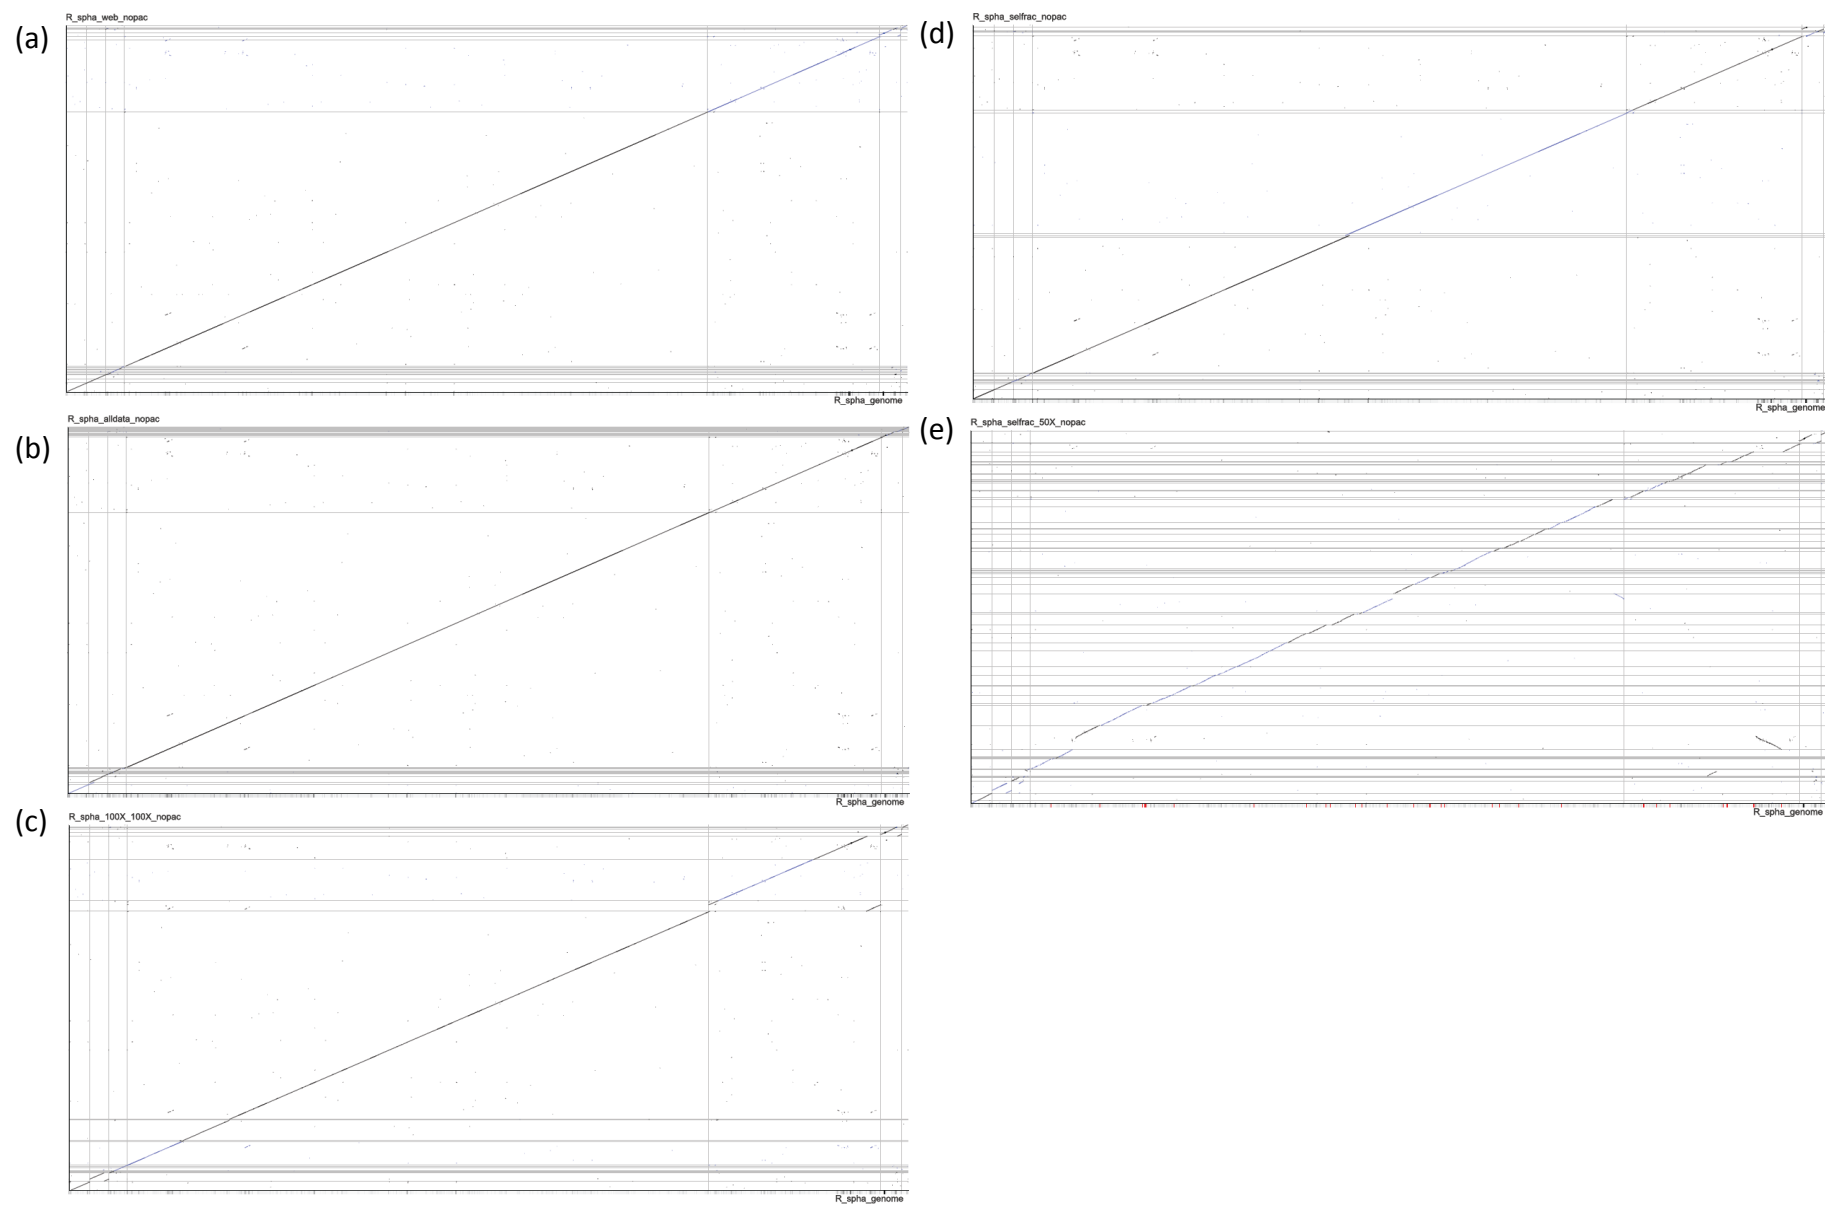 (a)
R_spha_web_nopac
R_spha_genome
(b)
R_spha_alldata_nopac
R_spha_genome
(c)
R_spha_100X_100X_nopac
R_spha_genome
(d)
R_spha_selfrac_nopac
R_spha_genome
(e)
R_spha_selfrac_50X_nopac
R_spha_genome